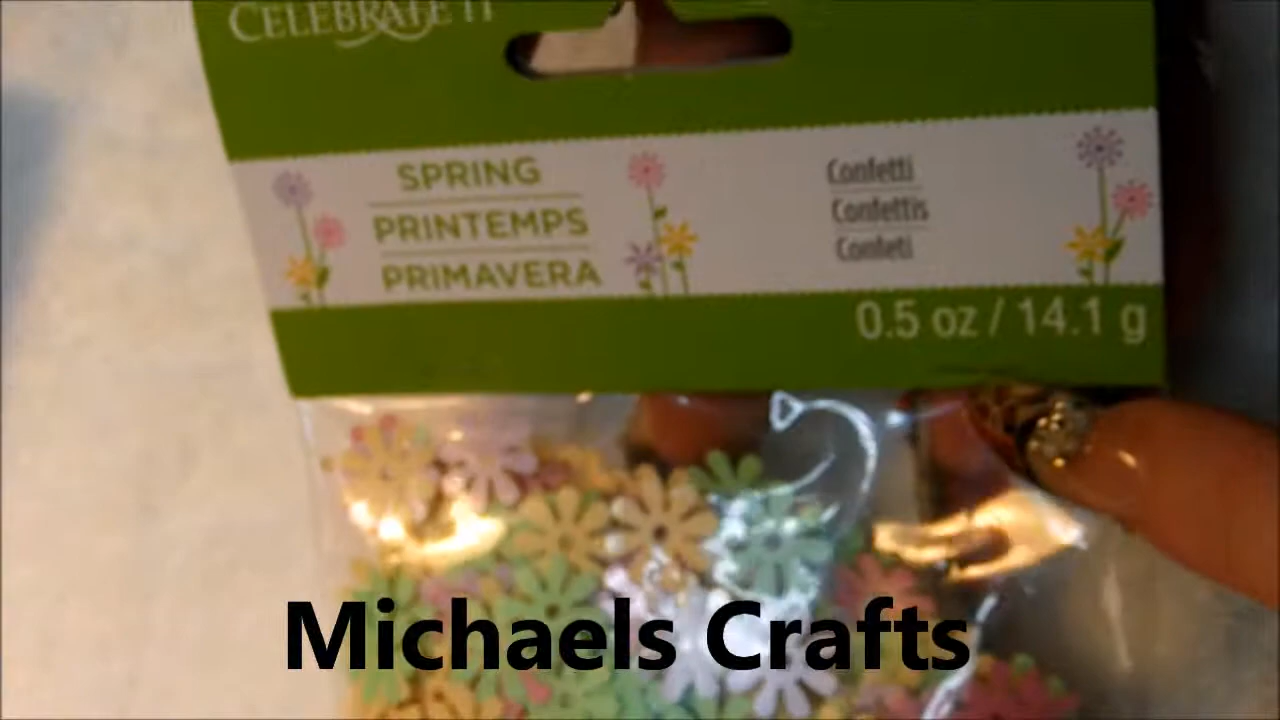 CELEBRATE IT
SPRING
PRINTEMPS
PRIMAVERA
Confetti
Confettis
Confeti
0.5 oz / 14.1 g
Michaels Crafts